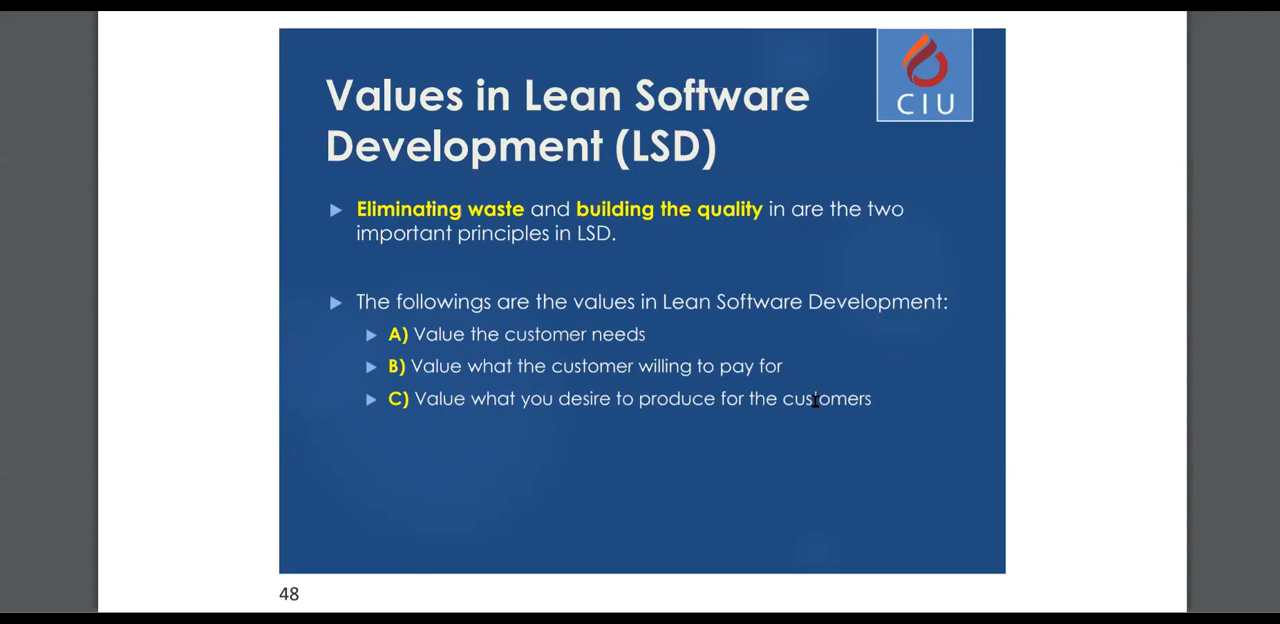 CIU
Values in Lean Software
Development (LSD)
Eliminating waste and building the quality in are the two
important principles in LSD.
The followings are the values in Lean Software Development:
A) Value the customer needs
B) Value what the customer willing to pay for
C) Value what you desire to produce for the customers
48